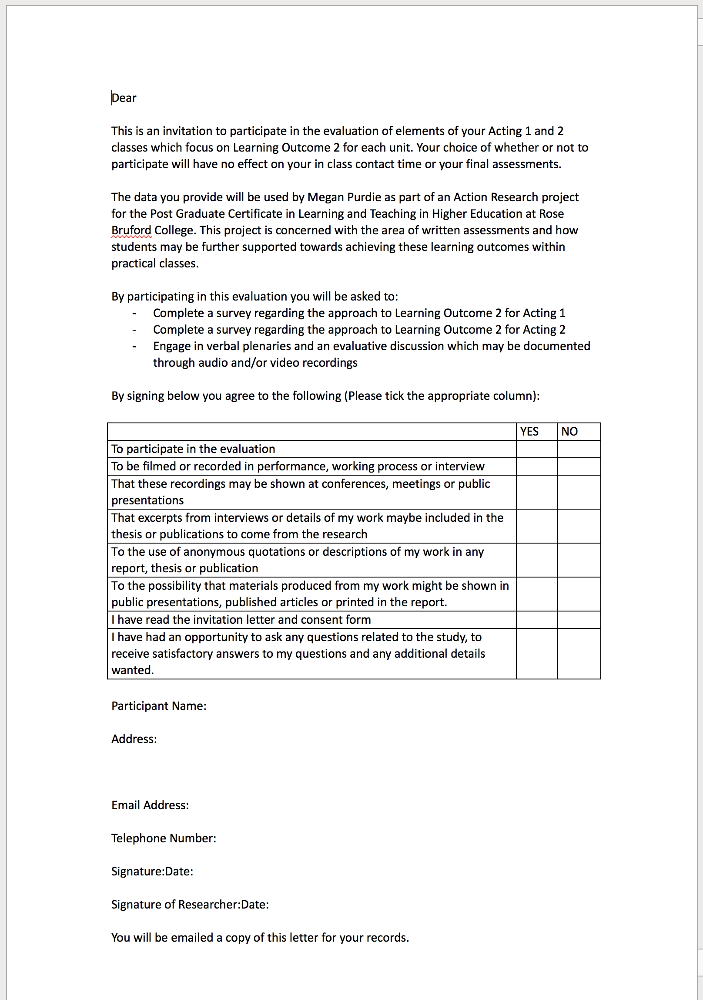 Dear
This is an invitation to participate in the evaluation of elements of your Acting 1 and 2
classes which focus on Learning Outcome 2 for each unit. Your choice of whether or not to
participate will have no effect on your in class contact time or your final assessments.
The data you provide will be used by Megan Purdie as part of an Action Research project
for the Post Graduate Certificate in Learning and Teaching in Higher Education at Rose
Bruford College. This project is concerned with the area of written assessments and how
students may be further supported towards achieving these learning outcomes within
practical classes.
By participating in this evaluation you will be asked to:
- Complete a survey regarding the approach to Learning Outcome 2 for Acting 1
- Complete a survey regarding the approach to Learning Outcome 2 for Acting 2
- Engage in verbal plenaries and an evaluative discussion which may be documented
through audio and/or video recordings
By signing below you agree to the following (Please tick the appropriate column):
YES NO
To participate in the evaluation
To be filmed or recorded in performance, working process or interview
That these recordings may be shown at conferences, meetings or public
presentations
That excerpts from interviews or details of my work maybe included in the
thesis or publications to come from the research
To the use of anonymous quotations or descriptions of my work in any
report, thesis or publication
To the possibility that materials produced from my work might be shown in
public presentations, published articles or printed in the report.
I have read the invitation letter and consent form
I have had an opportunity to ask any questions related to the study, to
receive satisfactory answers to my questions and any additional details
wanted.
Participant Name:
Address:
Email Address:
Telephone Number:
Signature:Date:
Signature of Researcher:Date:
You will be emailed a copy of this letter for your records.